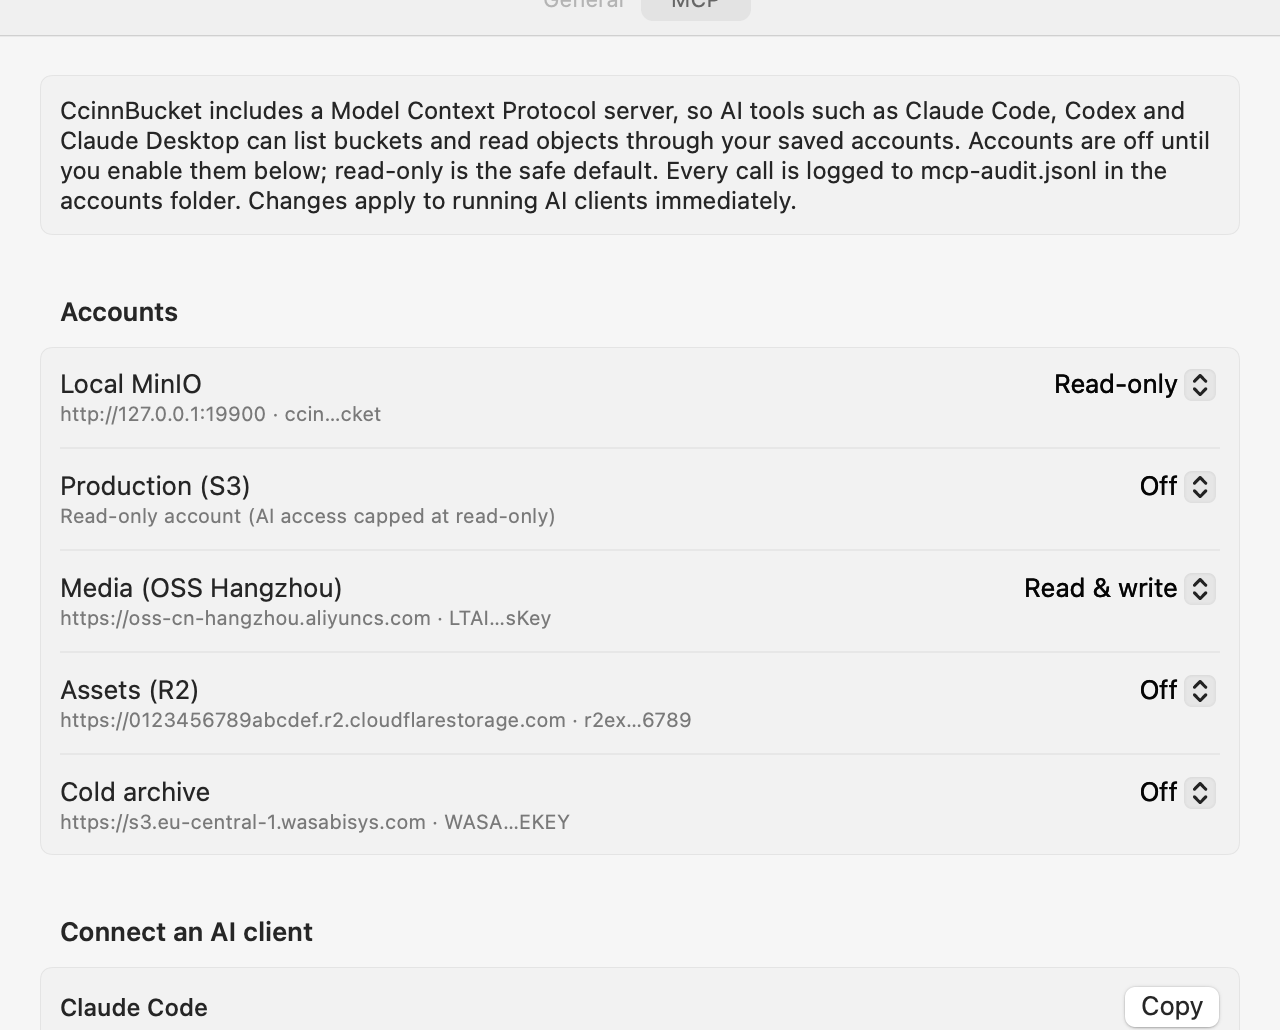 General
MCP
CcinnBucket includes a Model Context Protocol server, so AI tools such as Claude Code, Codex and
Claude Desktop can list buckets and read objects through your saved accounts. Accounts are off until
you enable them below; read-only is the safe default. Every call is logged to mcp-audit.jsonl in the
accounts folder. Changes apply to running AI clients immediately.
Accounts
Local MinIO
Read-only
http://127.0.0.1:19900 · ccin...cket
Production (S3)
Off
Read-only account (AI access capped at read-only)
Media (OSS Hangzhou)
Read & write
https://oss-cn-hangzhou.aliyuncs.com · LTAI...sKey
Assets (R2)
Off
https://0123456789abcdef.r2.cloudflarestorage.com · r2ex...6789
Cold archive
Off
https://s3.eu-central-1.wasabisys.com · WASA...EKEY
Connect an AI client
Claude Code
Copy